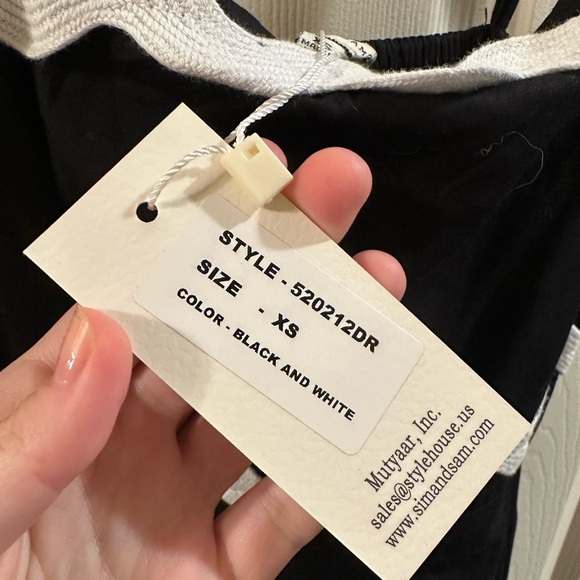 STYLE - 520212DR
SIZE - XS
COLOR - BLACK AND WHITE
Mutyaar, Inc.
sales@stylehouse.us
www.simandsam.com